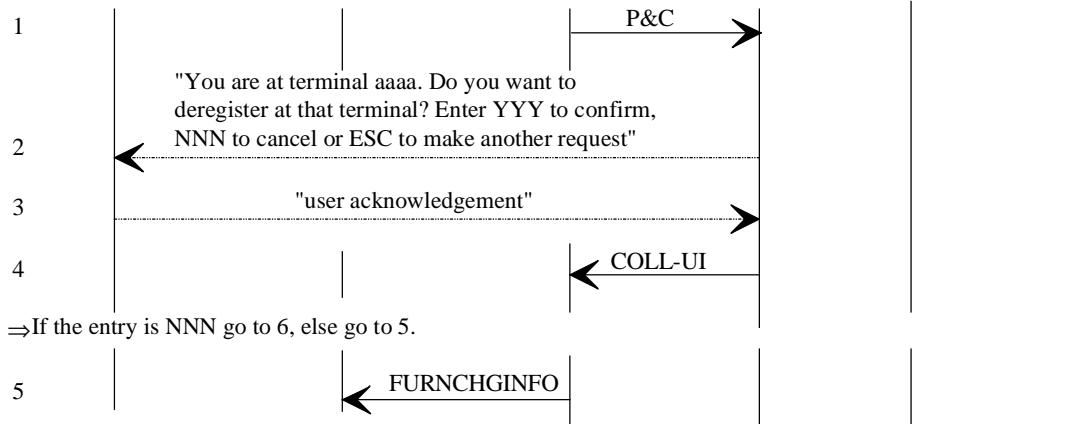 1
P&C
"You are at terminal aaaa. Do you want to
deregister at that terminal? Enter YYY to confirm,
NNN to cancel or ESC to make another request"
2
"user acknowledgement"
3
COLL-UI
4
⇒If the entry is NNN go to 6, else go to 5.
FURNCHGINFO
5